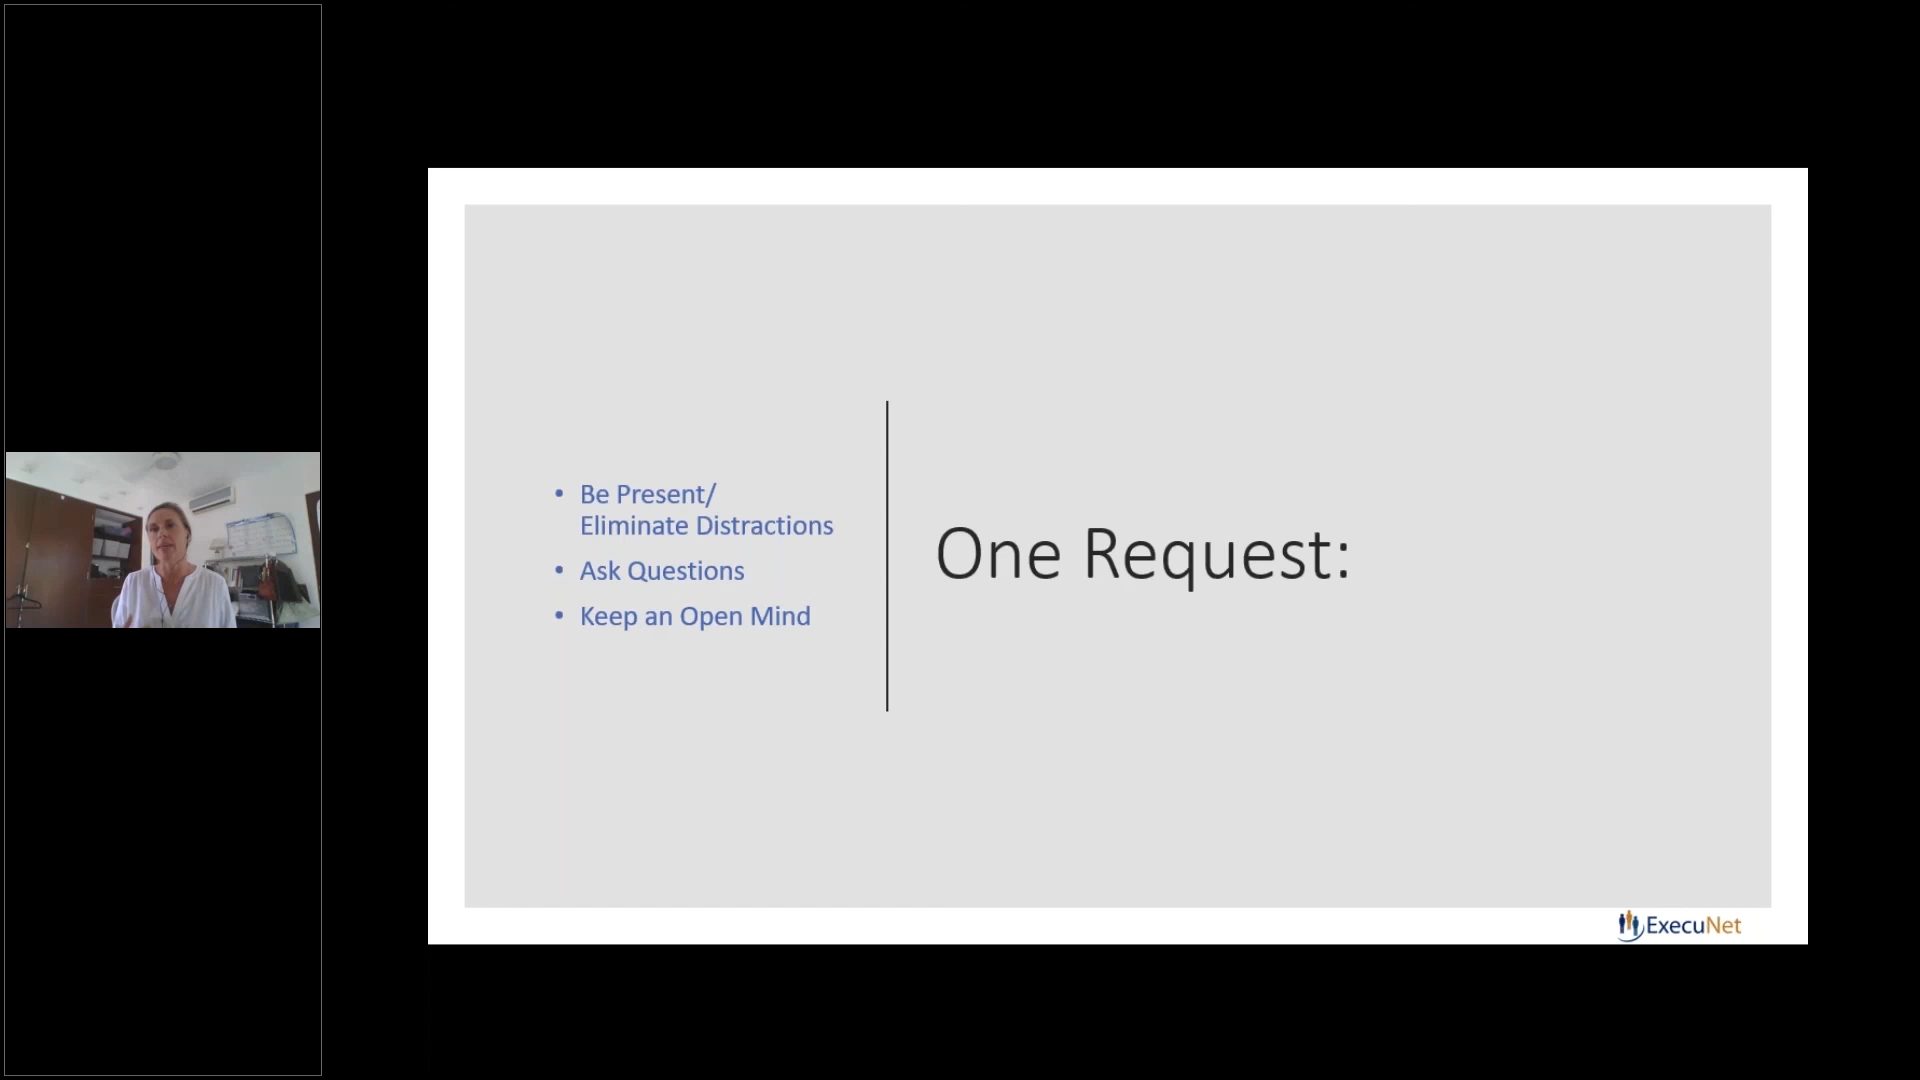 • Be Present/
Eliminate Distractions
• Ask Questions
• Keep an Open Mind
One Request:
ExecuNet